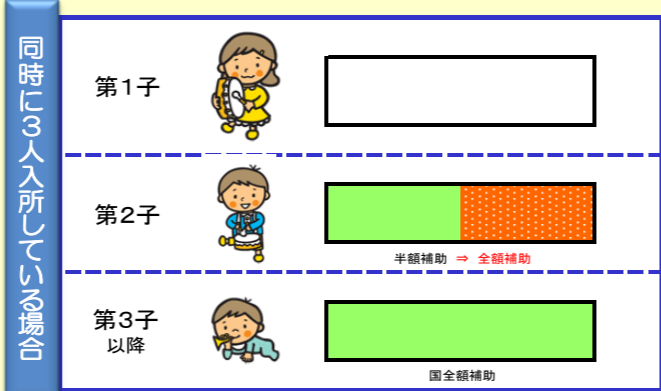 同時に3人入所している場合
第1子
第2子
半額補助 ⇒ 全額補助
第3子
以降
国全額補助